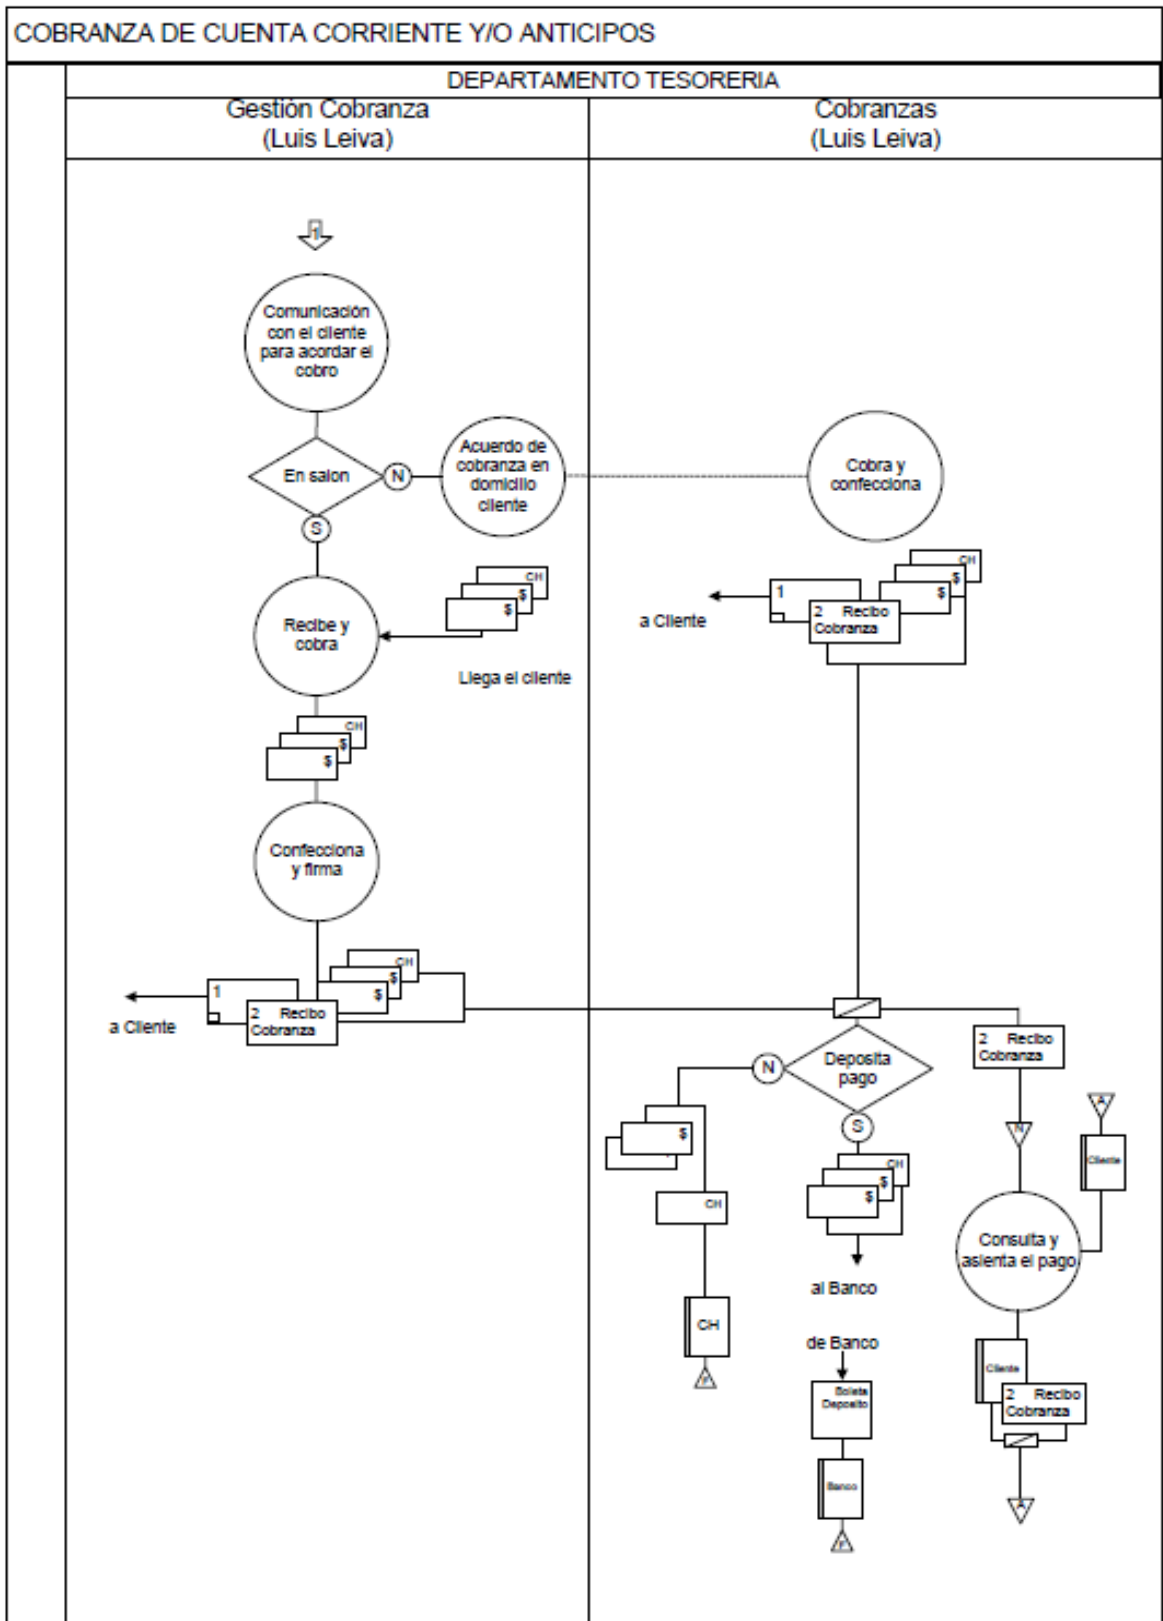 COBRANZA DE CUENTA CORRIENTE Y/O ANTICIPOS
DEPARTAMENTO TESORERIA
Gestión Cobranza
(Luis Leiva)
Cobranzas
(Luis Leiva)
1
Comunicación
con el cliente
para acordar el
cobro
En salon
N
Acuerdo de
cobranza en
domicilio
cliente
Cobra y
confecciona
S
CH
$
$
Recibe y
cobra
Llega el cliente
CH
$
$
1
2 Recibo
Cobranza
a Cliente
CH
$
$
Confecciona
y firma
CH
$
$
1
2 Recibo
Cobranza
a Cliente
Deposita
pago
N
S
2 Recibo
Cobranza
A
N
Cliente
$
CH
CH
$
$
Consulta y
asienta el pago
al Banco
CH
F
de Banco
Boleta
Deposito
Banco
F
Cliente
2 Recibo
Cobranza
A